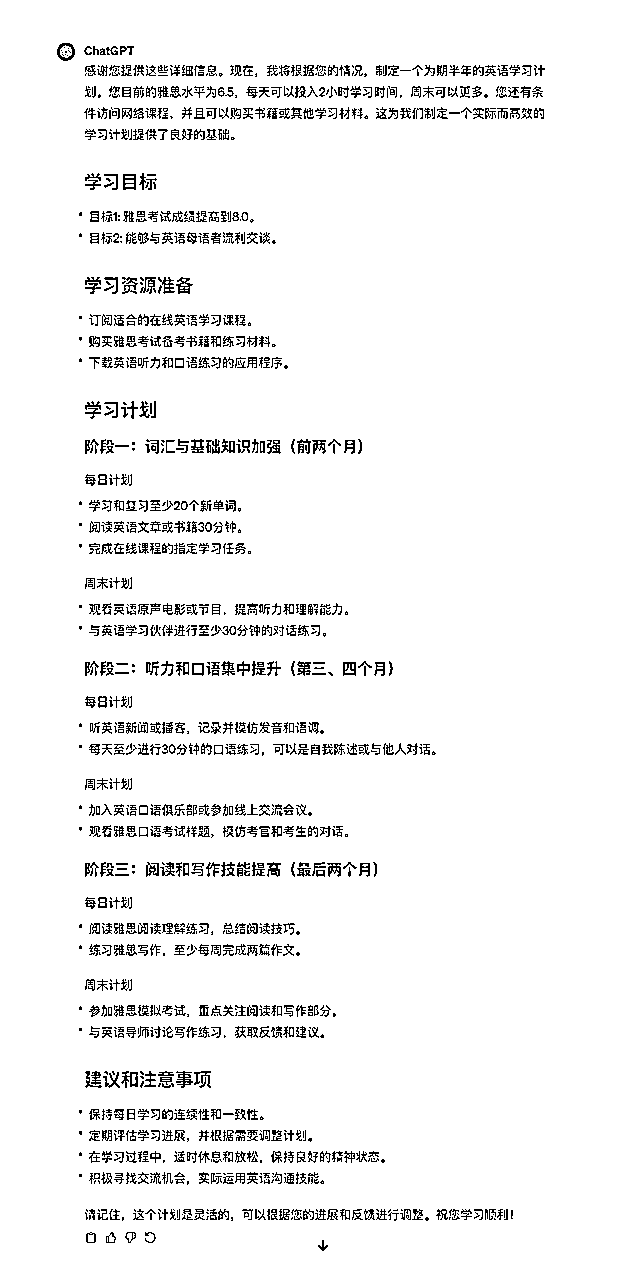 ChatGPT
感谢您提供这些详细信息。现在，我将根据您的情况，制定一个为期半年的英语学习计
划。您目前的雅思水平为6.5，每天可以投入2小时学习时间，周末可以更多。您还有条
件访问网络课程，并且可以购买书籍或其他学习材料。这为我们制定一个实际而高效的
学习计划提供了良好的基础。
学习目标
• 目标1: 雅思考试成绩提高到8.0。
• 目标2: 能够与英语母语者流利交谈。
学习资源准备
• 订阅适合的在线英语学习课程。
• 购买雅思考试备考书籍和练习材料。
• 下载英语听力和口语练习的应用程序。
学习计划
阶段一：词汇与基础知识加强（前两个月）
每日计划
• 学习和复习至少20个新单词。
• 阅读英语文章或书籍30分钟。
• 完成在线课程的指定学习任务。
周末计划
• 观看英语原声电影或节目，提高听力和理解能力。
• 与英语学习伙伴进行至少30分钟的对话练习。
阶段二：听力和口语集中提升（第三、四个月）
每日计划
• 听英语新闻或播客，记录并模仿发音和语调。
• 每天至少进行30分钟的口语练习，可以是自我陈述或与他人对话。
周末计划
• 加入英语口语俱乐部或参加线上交流会议。
• 观看雅思口语考试样题，模仿考官和考生的对话。
阶段三：阅读和写作技能提高（最后两个月）
每日计划
• 阅读雅思阅读理解练习，总结阅读技巧。
• 练习雅思写作，至少每周完成两篇作文。
周末计划
• 参加雅思模拟考试，重点关注阅读和写作部分。
• 与英语导师讨论写作练习，获取反馈和建议。
建议和注意事项
• 保持每日学习的连续性和一致性。
• 定期评估学习进展，并根据需要调整计划。
• 在学习过程中，适时休息和放松，保持良好的精神状态。
• 积极寻找交流机会，实际运用英语沟通技能。
请记住，这个计划是灵活的，可以根据您的进展和反馈进行调整。祝您学习顺利！